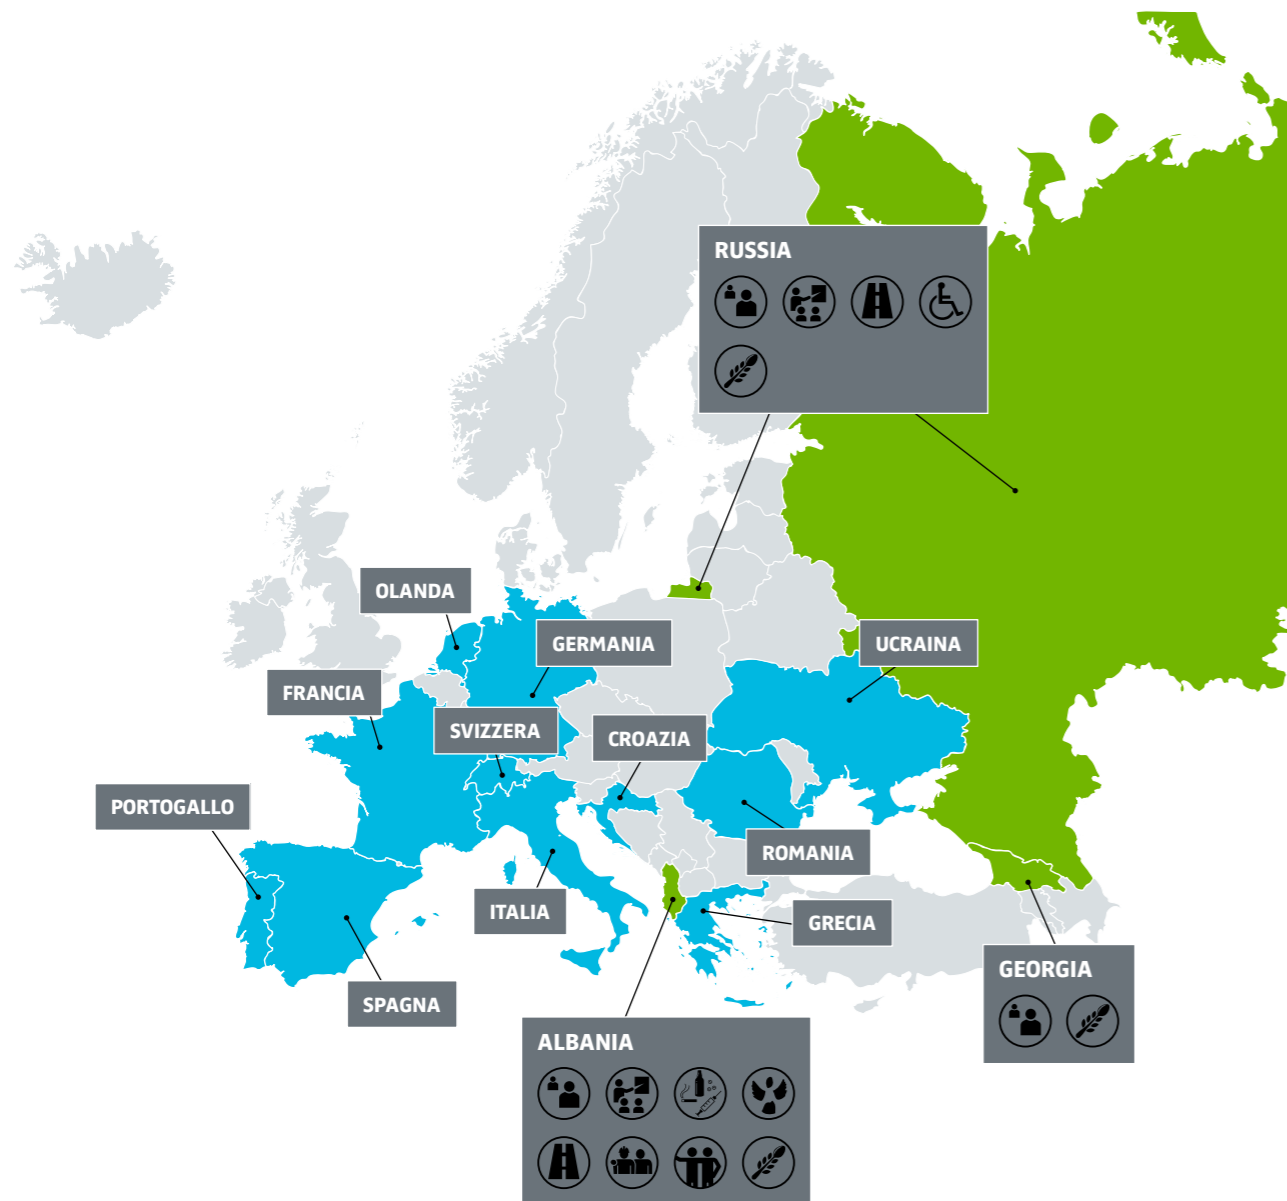 RUSSIA
OLANDA
GERMANIA
UCRAINA
FRANCIA
SVIZZERA
CROAZIA
PORTOGALLO
ROMANIA
ITALIA
GRECIA
GEORGIA
SPAGNA
ALBANIA